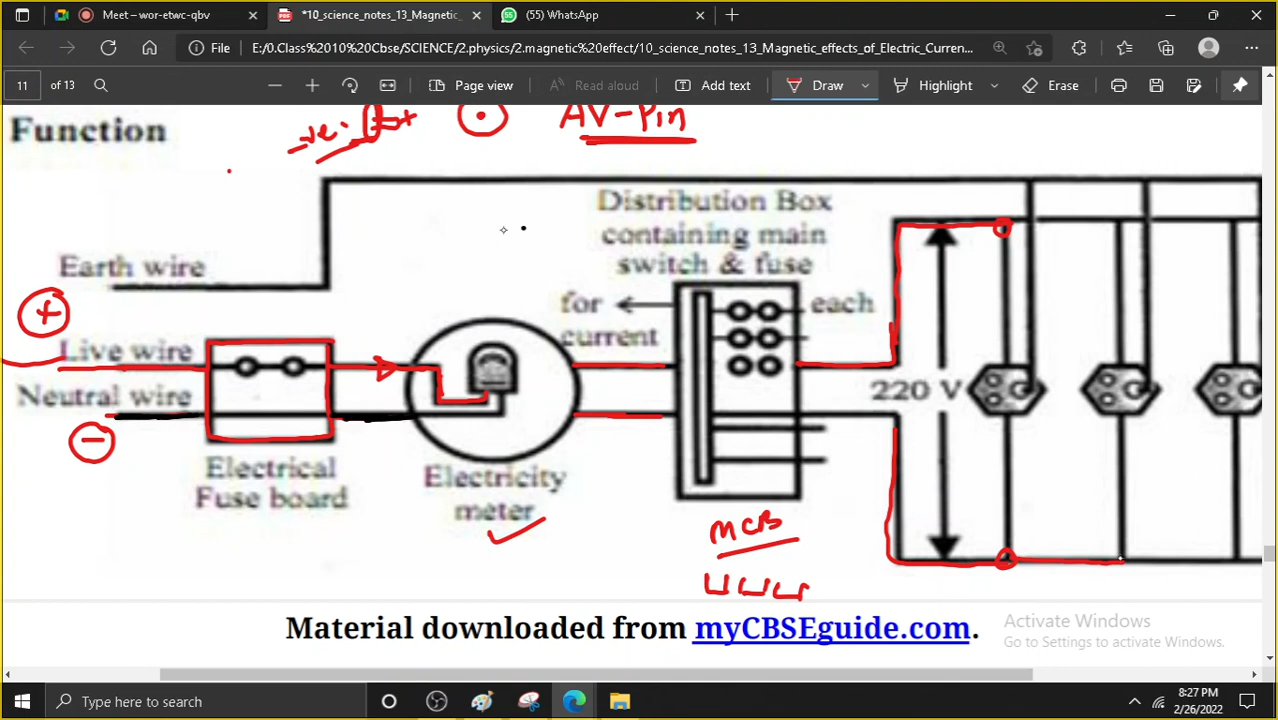 Meet – wor-etwc-qbv
*10_science_notes_13_Magnetic_
(55) WhatsApp
File
E:/0.Class%2010%20Cbse/SCIENCE/2.physics/2.magnetic%20effect/10_science_notes_13_Magnetic_effects_of_Electric_Curren...
11 of 13
Page view
Read aloud
Add text
Draw
Highlight
Erase
Function
AV-Pin
Distribution Box
containing main
switch & fuse
Earth wire
for
each
current
+
Live wire
220 V
Neutral wire
−
Electrical
Fuse board
Electricity
meter
MCB
Material downloaded from myCBSEguide.com.
Activate Windows
Go to Settings to activate Windows.
Type here to search
8:27 PM
2/26/2022